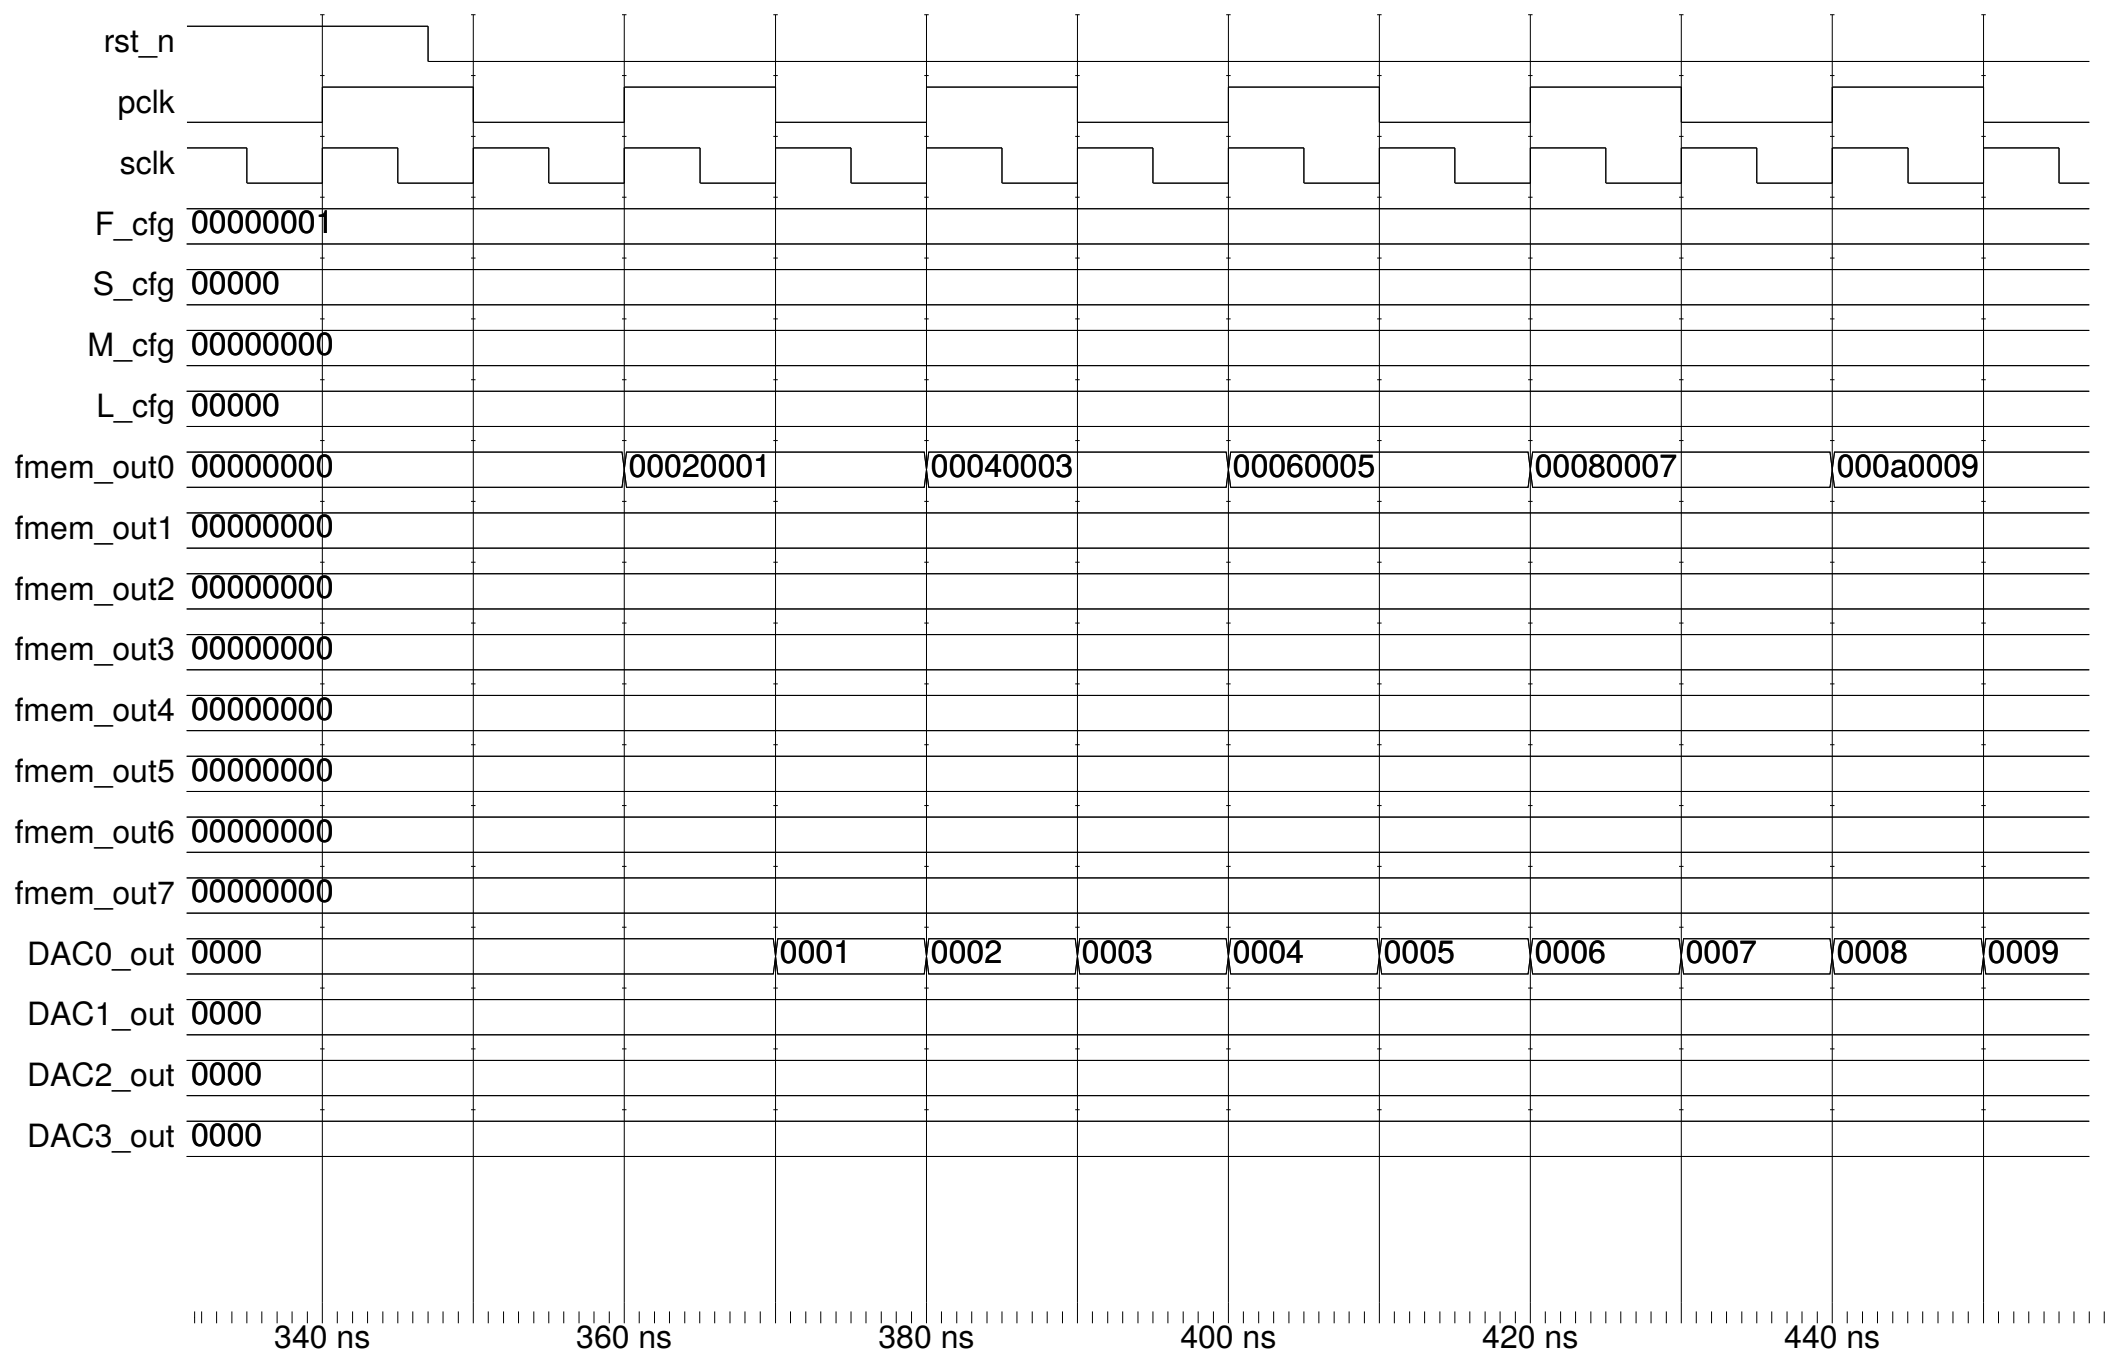 rst_n
pclk
sclk
F_cfg 00000001
S_cfg 00000
M_cfg 00000000
L_cfg 00000
fmem_out0 00000000 00020001 00040003 00060005 00080007 000a0009
fmem_out1 00000000
fmem_out2 00000000
fmem_out3 00000000
fmem_out4 00000000
fmem_out5 00000000
fmem_out6 00000000
fmem_out7 00000000
DAC0_out 0000 0001 0002 0003 0004 0005 0006 0007 0008 0009
DAC1_out 0000
DAC2_out 0000
DAC3_out 0000
340 ns 360 ns 380 ns 400 ns 420 ns 440 ns